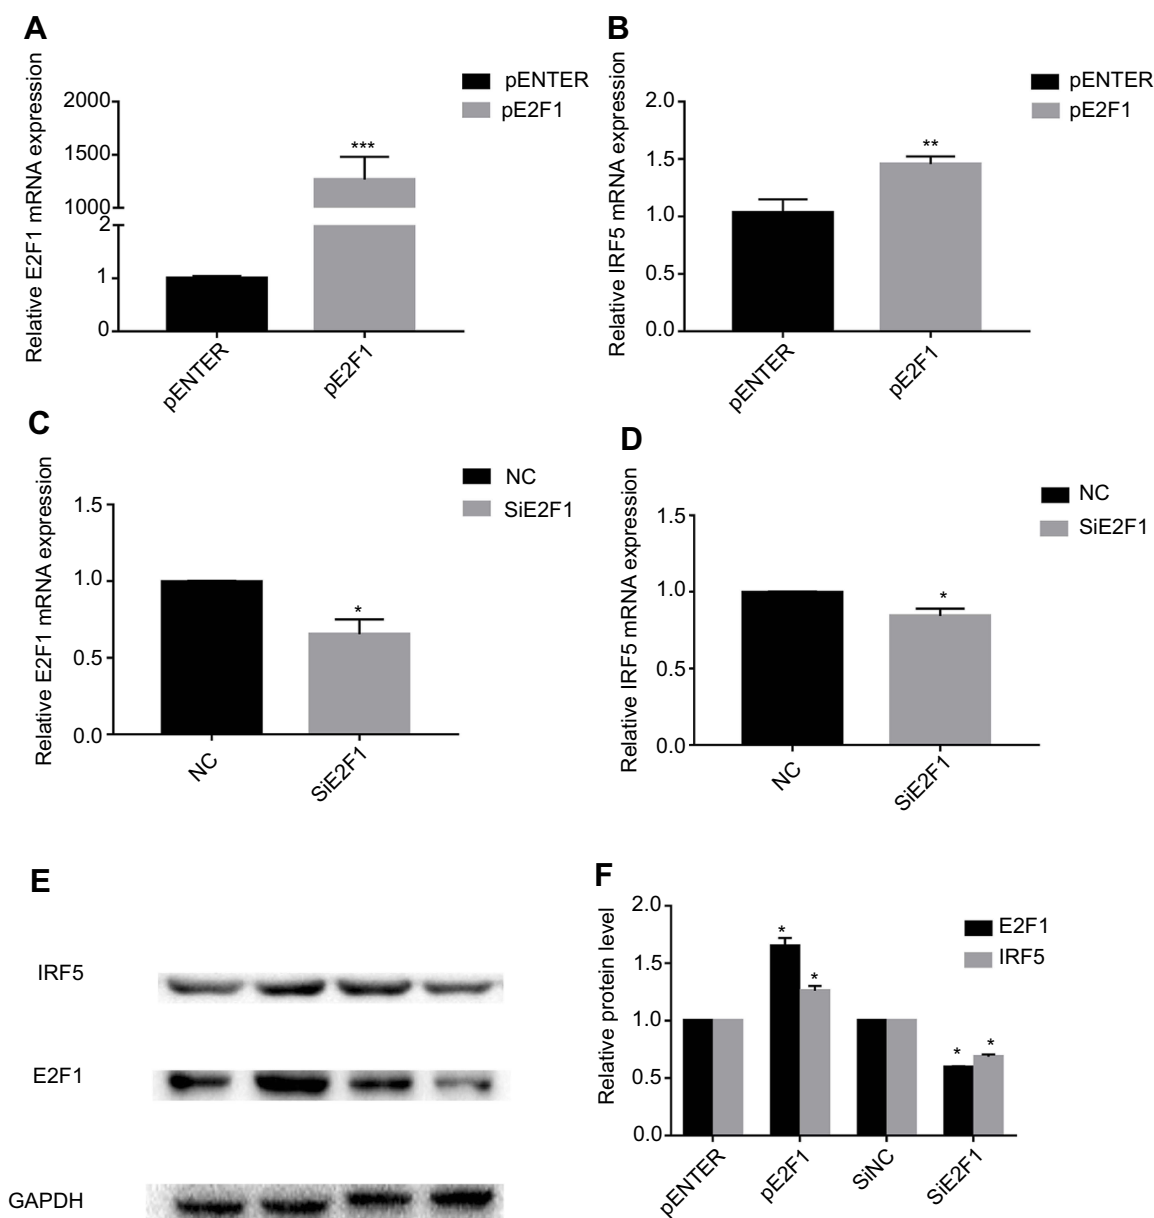 A
Relative E2F1 mRNA expression
2000
1500
1000
2
1
0
***
pENTER
pE2F1
pENTER
pE2F1
B
Relative IRF5 mRNA expression
2.0
1.5
1.0
0.5
0.0
**
pENTER
pE2F1
pENTER
pE2F1
C
Relative E2F1 mRNA expression
1.5
1.0
0.5
0.0
*
NC
SiE2F1
NC
SiE2F1
D
Relative IRF5 mRNA expression
1.5
1.0
0.5
0.0
*
NC
SiE2F1
NC
SiE2F1
E
IRF5
E2F1
GAPDH
F
Relative protein level
2.0
1.5
1.0
0.5
0.0
*
*
*
*
E2F1
IRF5
pENTER
pE2F1
SiNC
SiE2F1